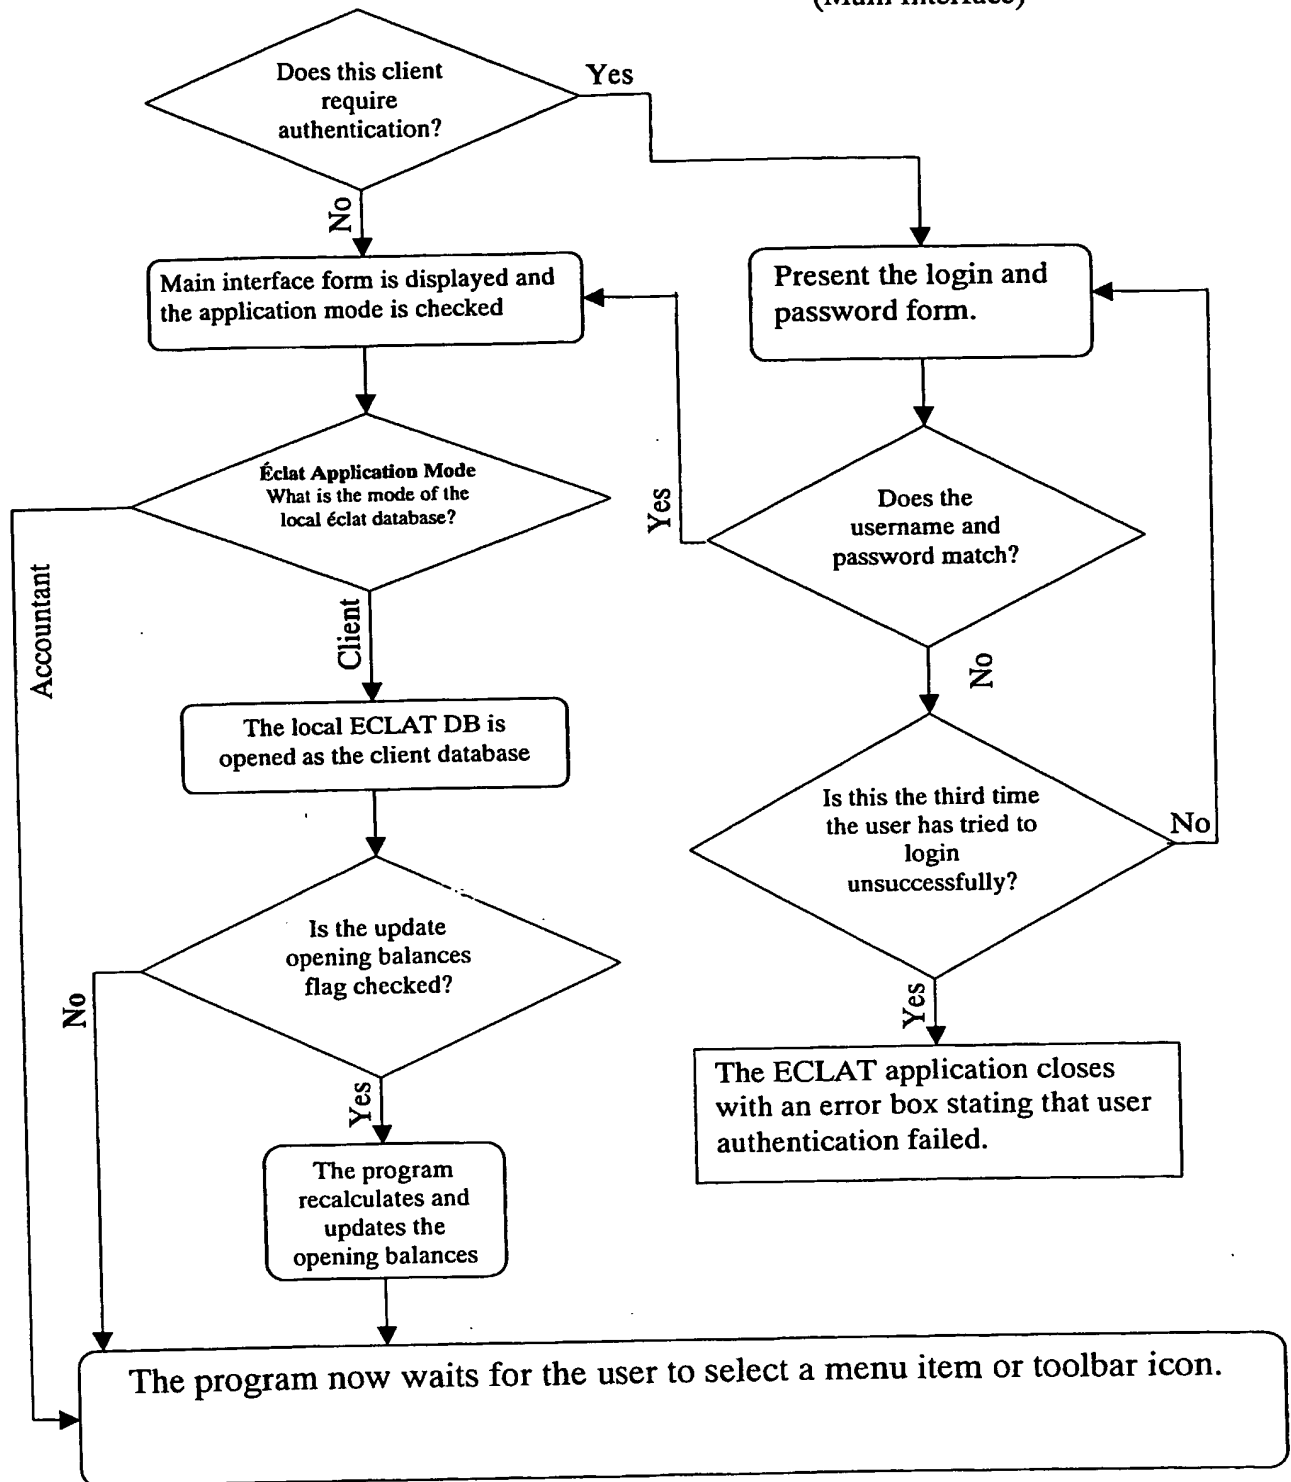 (Main Interface)
Does this client
require
authentication?
Yes
No
Main interface form is displayed and
the application mode is checked
Present the login and
password form.
Éclat Application Mode
What is the mode of the
local éclat database?
Yes
Does the
username and
password match?
Accountant
Client
No
The local ECLAT DB is
opened as the client database
Is this the third time
the user has tried to
login
unsuccessfully?
No
Is the update
opening balances
flag checked?
No
Yes
Yes
The ECLAT application closes
with an error box stating that user
authentication failed.
The program
recalculates and
updates the
opening balances
The program now waits for the user to select a menu item or toolbar icon.